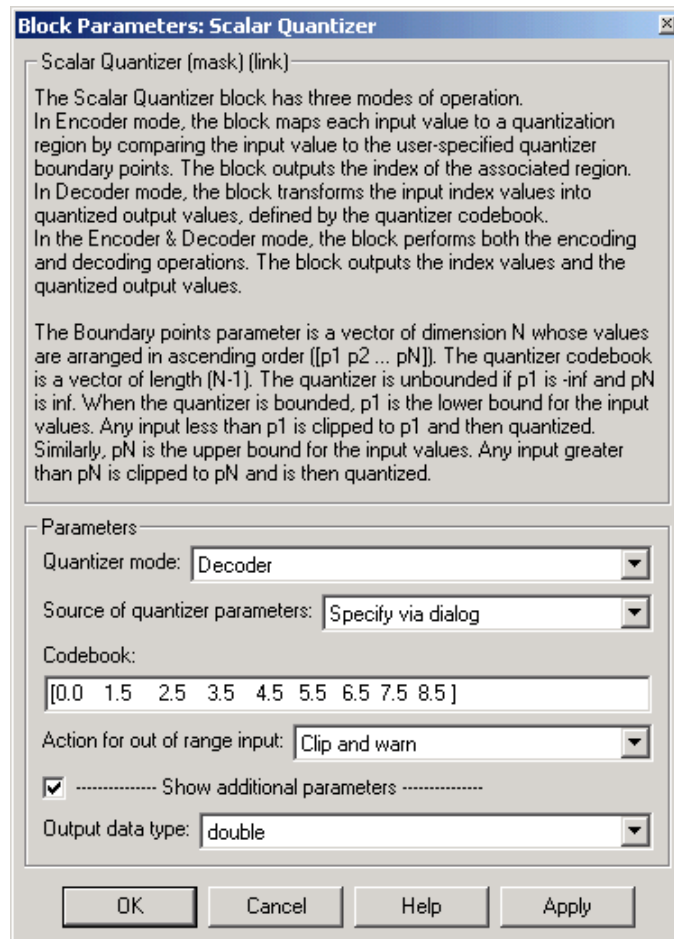 Block Parameters: Scalar Quantizer
Scalar Quantizer (mask) (link)
The Scalar Quantizer block has three modes of operation.
In Encoder mode, the block maps each input value to a quantization
region by comparing the input value to the user-specified quantizer
boundary points. The block outputs the index of the associated region.
In Decoder mode, the block transforms the input index values into
quantized output values, defined by the quantizer codebook.
In the Encoder & Decoder mode, the block performs both the encoding
and decoding operations. The block outputs the index values and the
quantized output values.
The Boundary points parameter is a vector of dimension N whose values
are arranged in ascending order ([p1 p2 ... pN]). The quantizer codebook
is a vector of length (N-1). The quantizer is unbounded if p1 is -inf and pN
is inf. When the quantizer is bounded, p1 is the lower bound for the input
values. Any input less than p1 is clipped to p1 and then quantized.
Similarly, pN is the upper bound for the input values. Any input greater
than pN is clipped to pN and is then quantized.
Parameters
Quantizer mode: Decoder
Source of quantizer parameters: Specify via dialog
Codebook:
[0.0 1.5 2.5 3.5 4.5 5.5 6.5 7.5 8.5 ]
Action for out of range input: Clip and warn
-------------- Show additional parameters --------------
Output data type: double
OK Cancel Help Apply